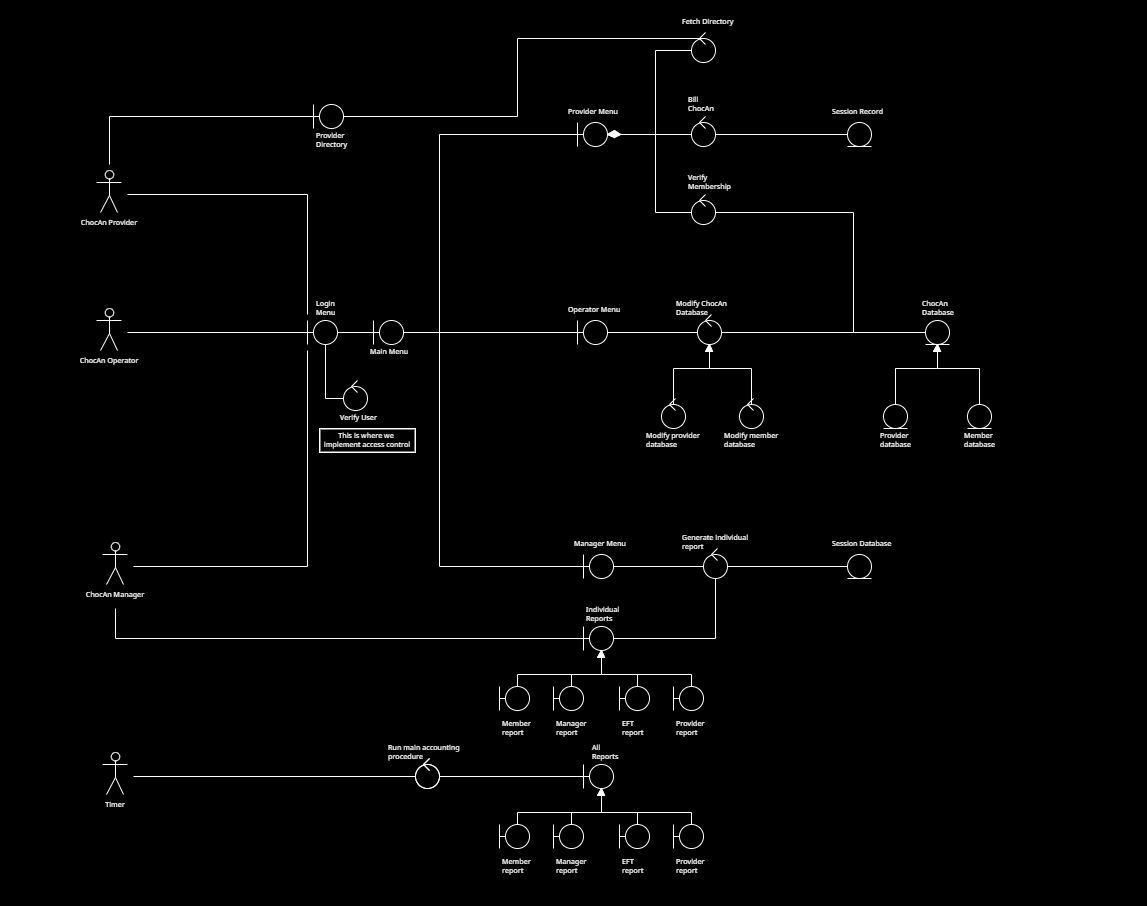 Fetch Directory
Bill
ChocAn
Provider Menu
Session Record
Provider
Directory
Verify
Membership
ChocAn Provider
Login
Menu
Operator Menu
Modify ChocAn
Database
ChocAn
Database
ChocAn Operator
Main Menu
Verify User
This is where we
implement access control
Modify provider
database
Modify member
database
Provider
database
Member
database
Manager Menu
Generate individual
report
Session Database
ChocAn Manager
Individual
Reports
Member
report
Manager
report
EFT
report
Provider
report
Run main accounting
procedure
All
Reports
Timer
Member
report
Manager
report
EFT
report
Provider
report